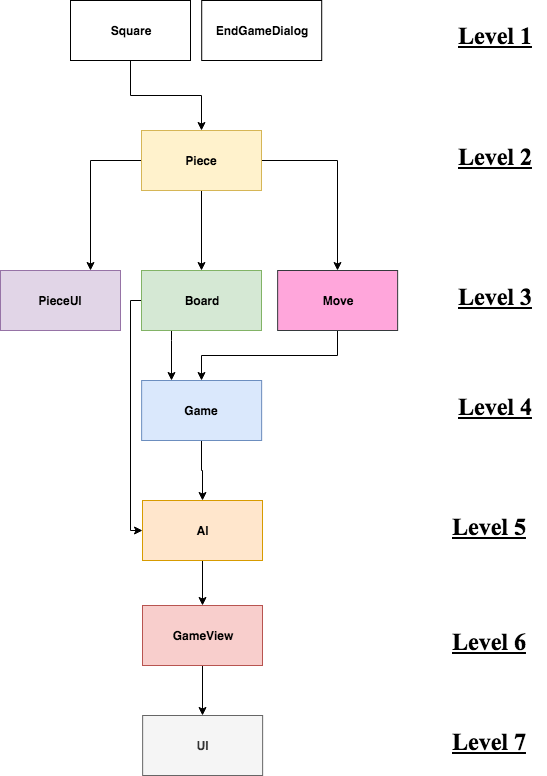 Square
EndGameDialog
Level 1
Piece
Level 2
PieceUI
Board
Move
Level 3
Game
Level 4
AI
Level 5
GameView
Level 6
UI
Level 7